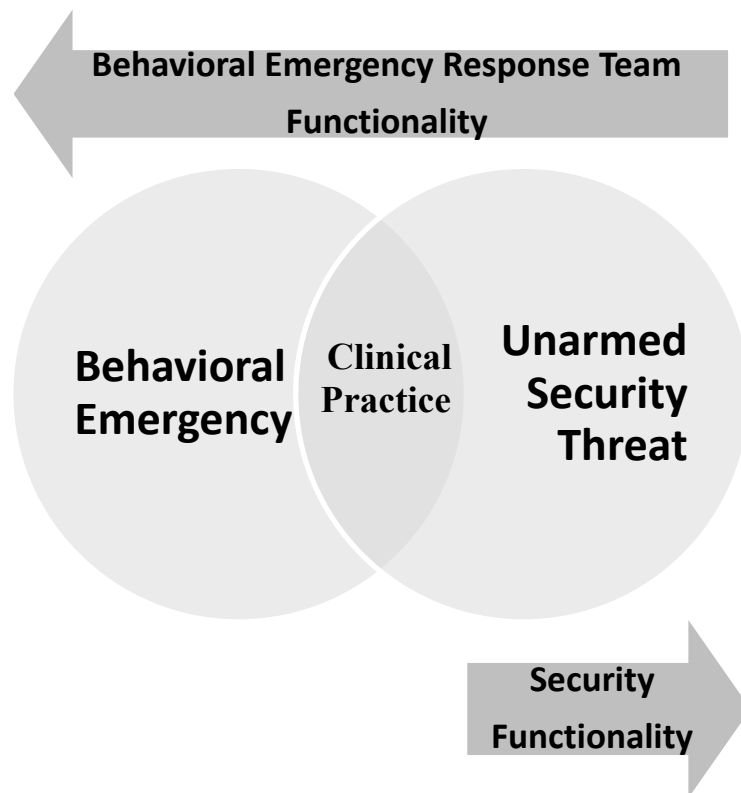 Behavioral Emergency Response Team
Functionality
Behavioral
Emergency
Clinical
Practice
Unarmed
Security
Threat
Security
Functionality